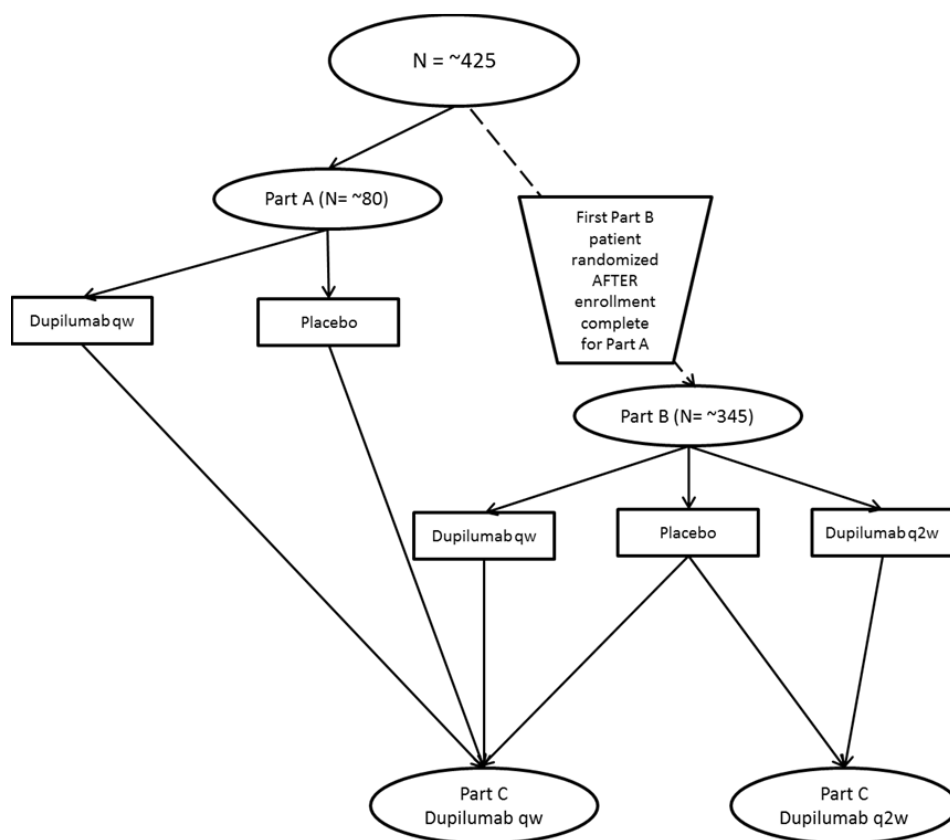 N = ~425
Part A (N= ~80)
First Part B
patient
randomized
AFTER
enrollment
complete
for Part A
Dupilumab qw
Placebo
Part B (N= ~345)
Dupilumab qw
Placebo
Dupilumab q2w
Part C
Dupilumab qw
Part C
Dupilumab q2w